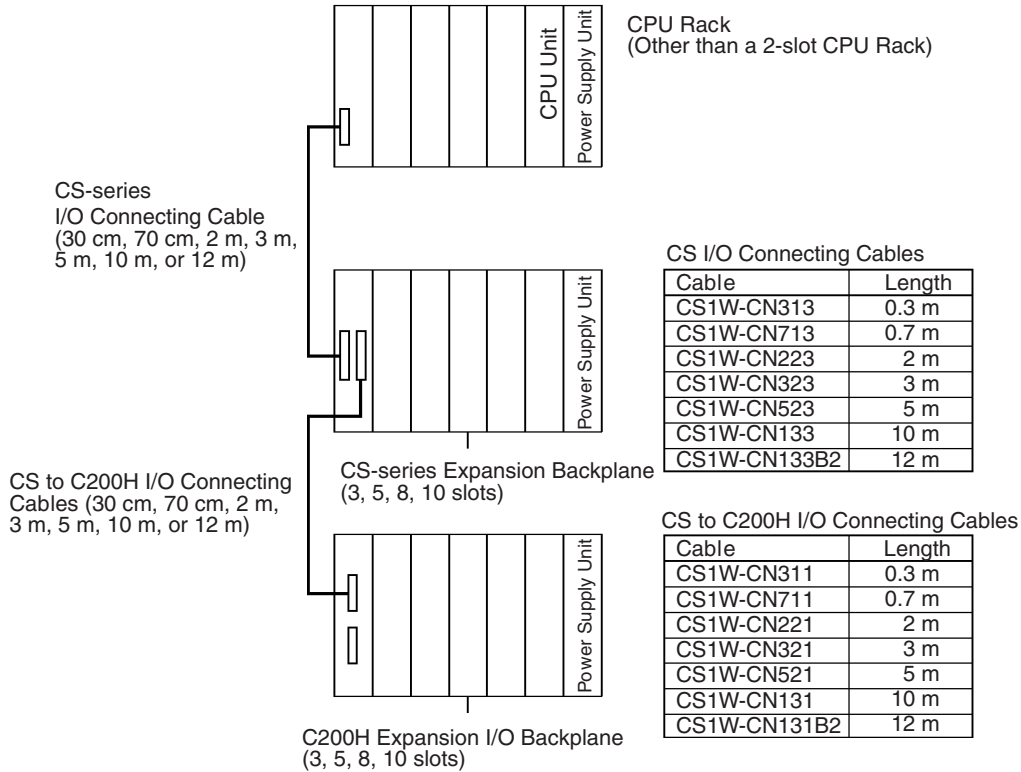 CPU Rack
(Other than a 2-slot CPU Rack)
CPU Unit
Power Supply Unit
CS-series
I/O Connecting Cable
(30 cm, 70 cm, 2 m, 3 m,
5 m, 10 m, or 12 m)
Power Supply Unit
CS-series Expansion Backplane
(3, 5, 8, 10 slots)
CS to C200H I/O Connecting
Cables (30 cm, 70 cm, 2 m,
3 m, 5 m, 10 m, or 12 m)
Power Supply Unit
C200H Expansion I/O Backplane
(3, 5, 8, 10 slots)
CS I/O Connecting Cables
Cable Length
CS1W-CN313 0.3 m
CS1W-CN713 0.7 m
CS1W-CN223 2 m
CS1W-CN323 3 m
CS1W-CN523 5 m
CS1W-CN133 10 m
CS1W-CN133B2 12 m
CS to C200H I/O Connecting Cables
Cable Length
CS1W-CN311 0.3 m
CS1W-CN711 0.7 m
CS1W-CN221 2 m
CS1W-CN321 3 m
CS1W-CN521 5 m
CS1W-CN131 10 m
CS1W-CN131B2 12 m